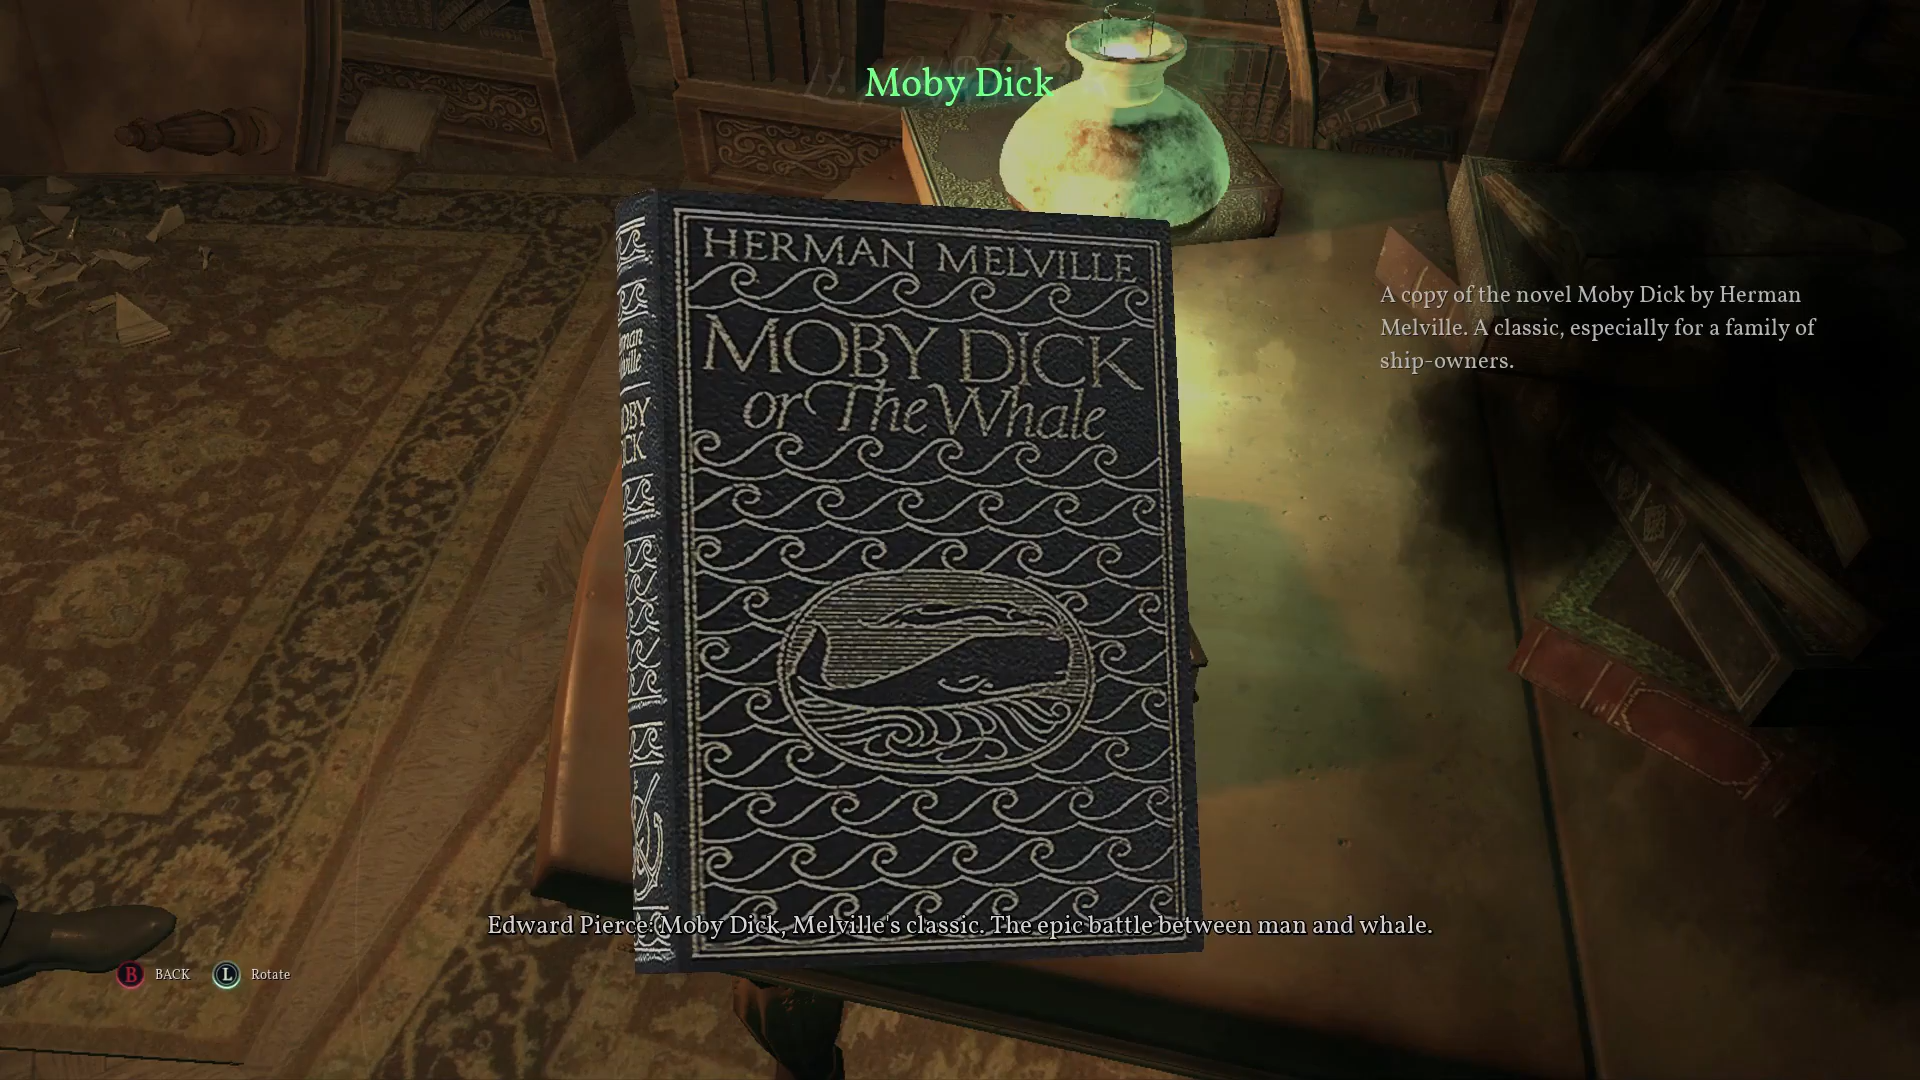 Moby Dick
HERMAN MELVILLE
MOBY DICK
or The Whale
A copy of the novel Moby Dick by Herman
Melville. A classic, especially for a family of
ship-owners.
Edward Pierce: Moby Dick, Melville's classic. The epic battle between man and whale.
B BACK L Rotate